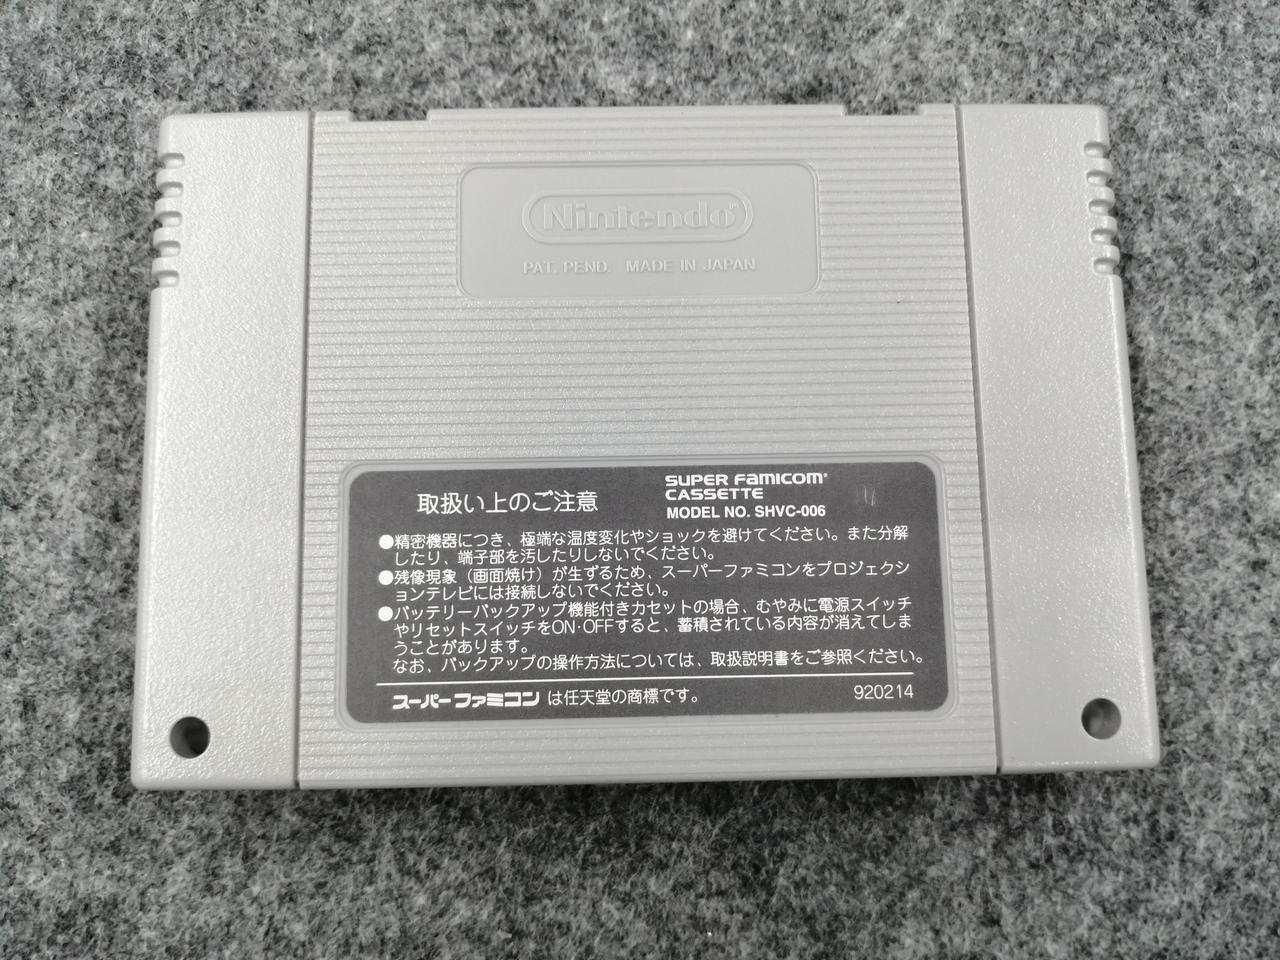 Nintendo
PAT. PEND. MADE IN JAPAN
取扱い上のご注意
SUPER FAMICOM
CASSETTE
MODEL NO. SHVC-006
●精密機器につき、極端な温度変化やショックを避けてください。また分解
したり、端子部を汚したりしないでください。
●残像現象（画面焼け）が生ずるため、スーパーファミコンをプロジェクシ
ョンテレビには接続しないでください。
●バッテリーバックアップ機能付きカセットの場合、むやみに電源スイッチ
やリセットスイッチをON・OFFすると、蓄積されている内容が消えてしま
うことがあります。
なお、バックアップの操作方法については、取扱説明書をご参照ください。
スーパーファミコン は任天堂の商標です。
920214